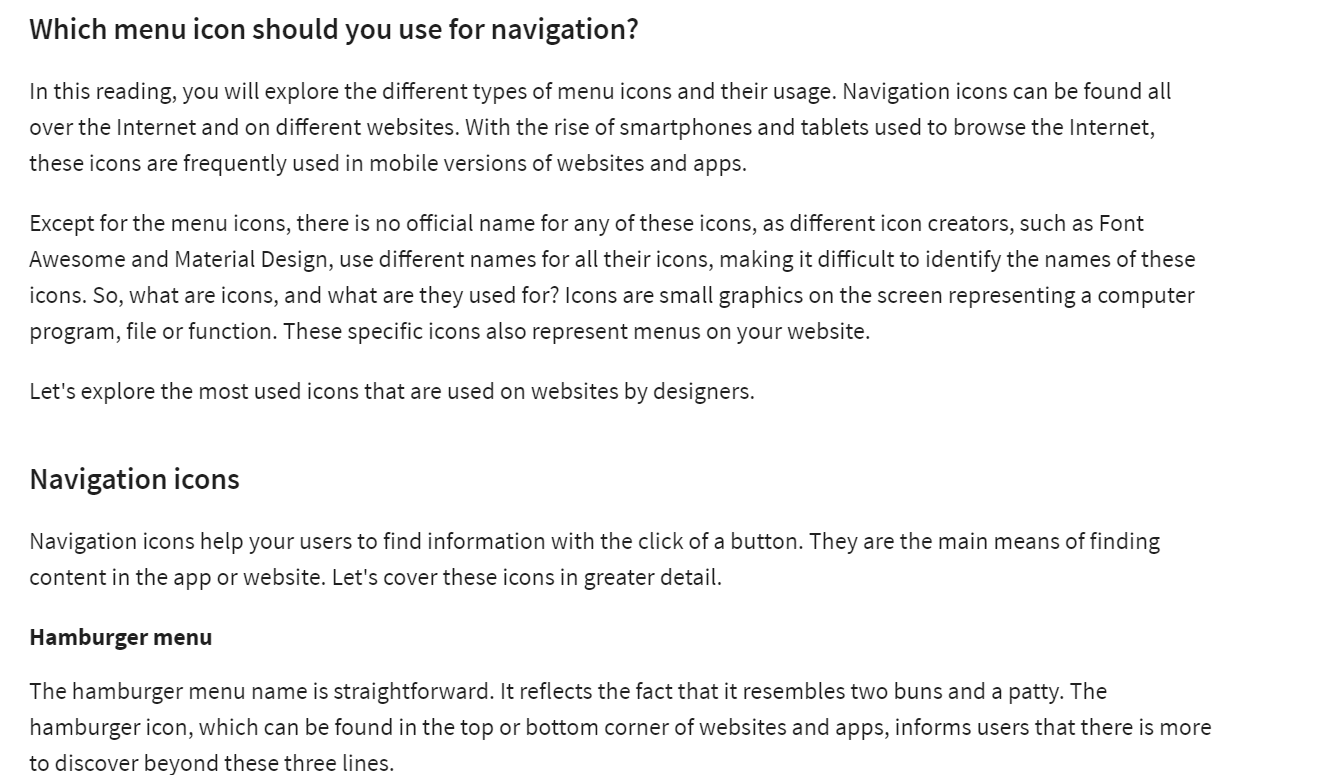 Which menu icon should you use for navigation?
In this reading, you will explore the different types of menu icons and their usage. Navigation icons can be found all
over the Internet and on different websites. With the rise of smartphones and tablets used to browse the Internet,
these icons are frequently used in mobile versions of websites and apps.
Except for the menu icons, there is no official name for any of these icons, as different icon creators, such as Font
Awesome and Material Design, use different names for all their icons, making it difficult to identify the names of these
icons. So, what are icons, and what are they used for? Icons are small graphics on the screen representing a computer
program, file or function. These specific icons also represent menus on your website.
Let's explore the most used icons that are used on websites by designers.
Navigation icons
Navigation icons help your users to find information with the click of a button. They are the main means of finding
content in the app or website. Let's cover these icons in greater detail.
Hamburger menu
The hamburger menu name is straightforward. It reflects the fact that it resembles two buns and a patty. The
hamburger icon, which can be found in the top or bottom corner of websites and apps, informs users that there is more
to discover beyond these three lines.